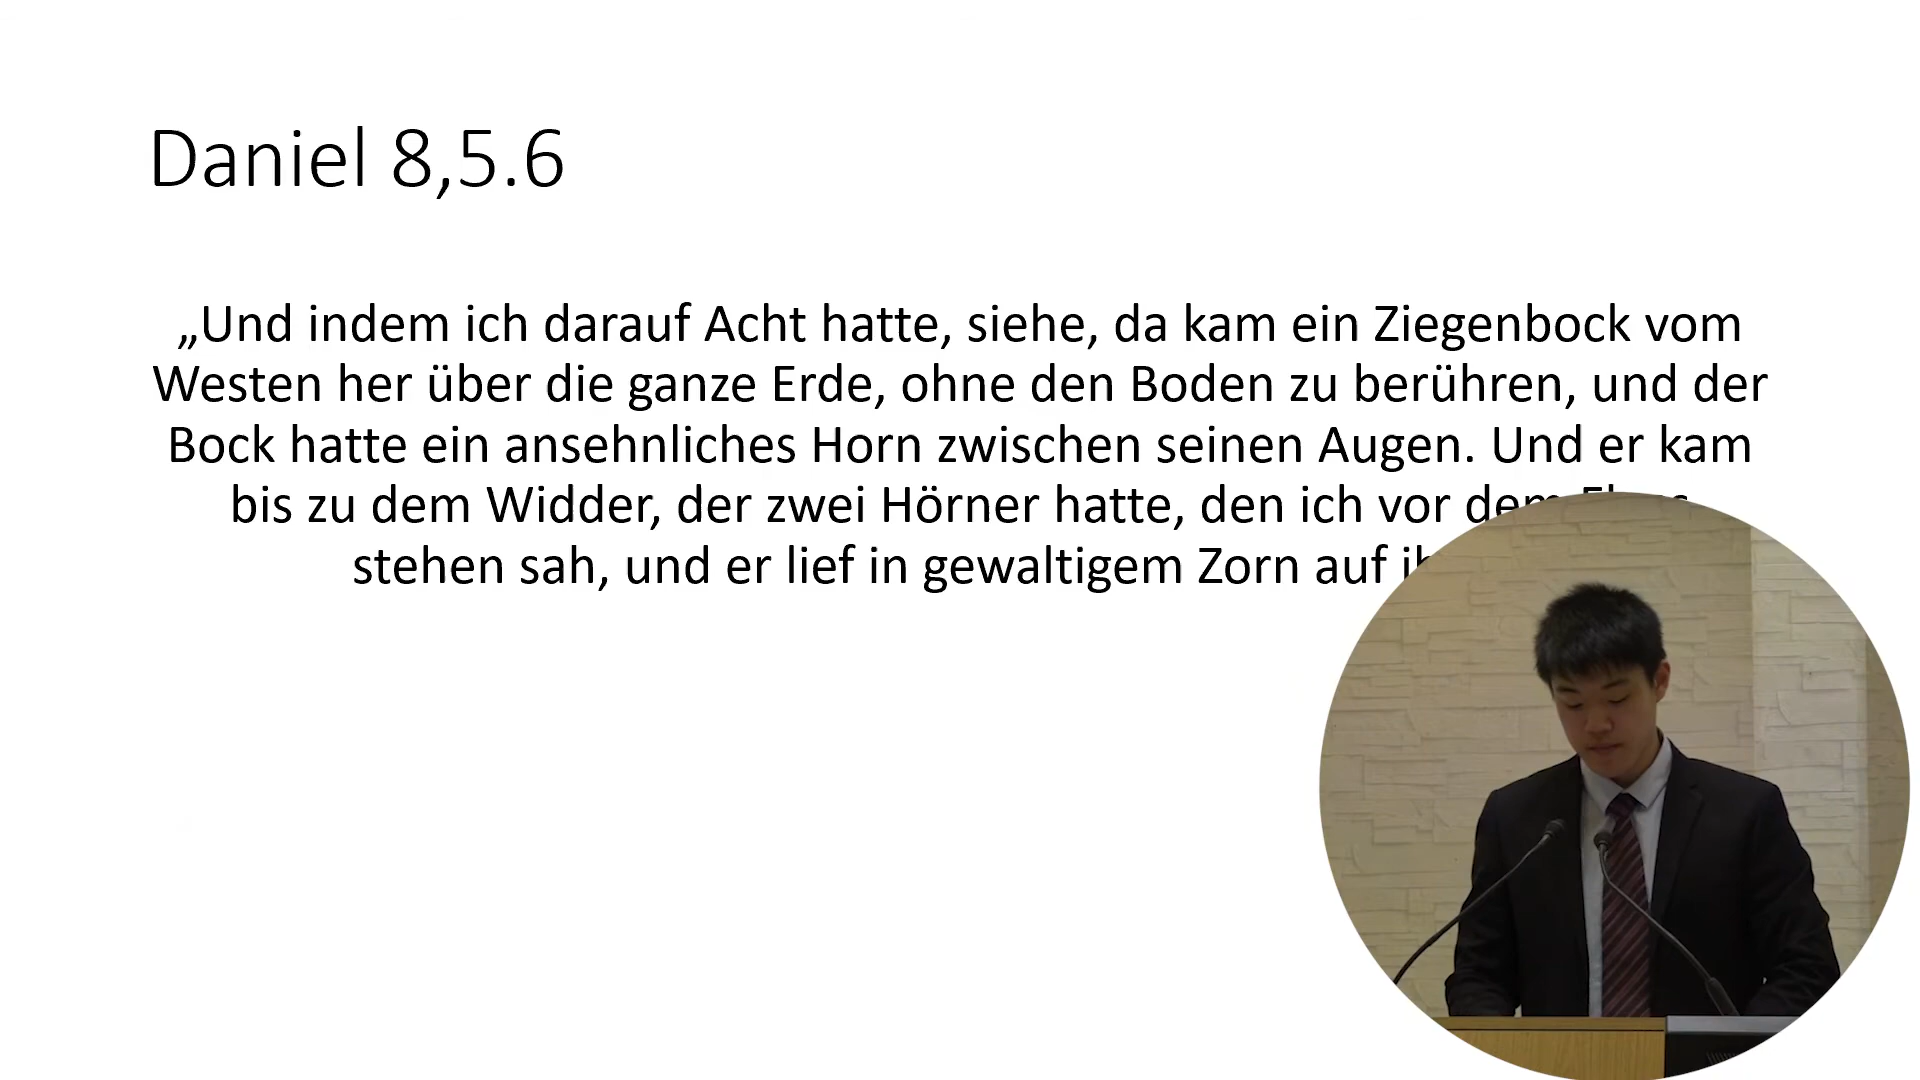 Daniel 8,5.6
„Und indem ich darauf Acht hatte, siehe, da kam ein Ziegenbock vom
Westen her über die ganze Erde, ohne den Boden zu berühren, und der
Bock hatte ein ansehnliches Horn zwischen seinen Augen. Und er kam
bis zu dem Widder, der zwei Hörner hatte, den ich vor dem
stehen sah, und er lief in gewaltigem Zorn auf